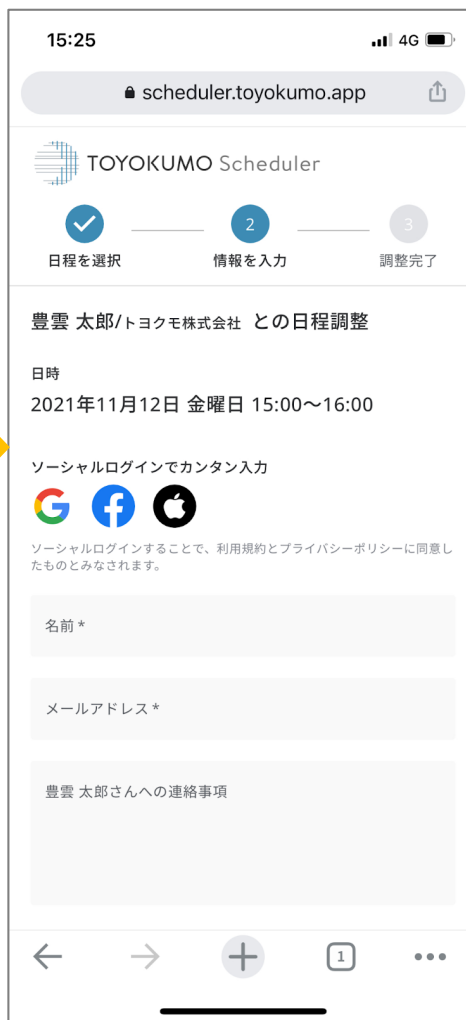 15:25
4G
scheduler.toyokumo.app
TOYOKUMO Scheduler
2
3
日程を選択
情報を入力
調整完了
豊雲 太郎/トヨクモ株式会社 との日程調整
日時
2021年11月12日 金曜日 15:00〜16:00
ソーシャルログインでカンタン入力
ソーシャルログインすることで、利用規約とプライバシーポリシーに同意し
たものとみなされます。
名前 *
メールアドレス *
豊雲 太郎さんへの連絡事項
1